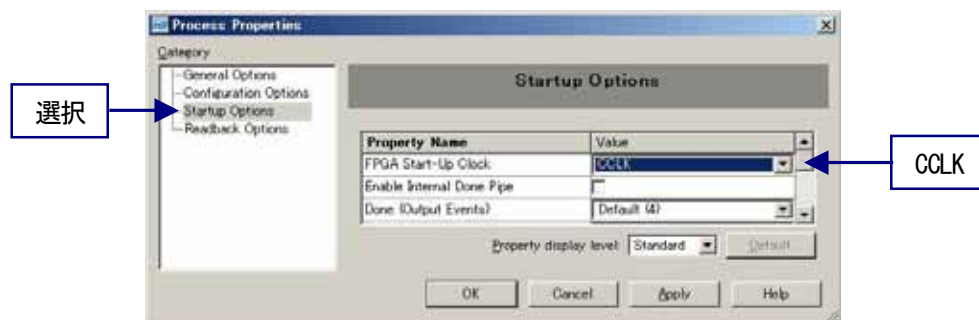 Process Properties
Category
General Options
Configuration Options
Startup Options
Readback Options
選択
Startup Options
Property Name Value
FPGA Start-Up Clock CCLK
Enable Internal Done Pipe
Done (Output Events) Default (4)
CCLK
Property display level: Standard Default
OK Cancel Apply Help